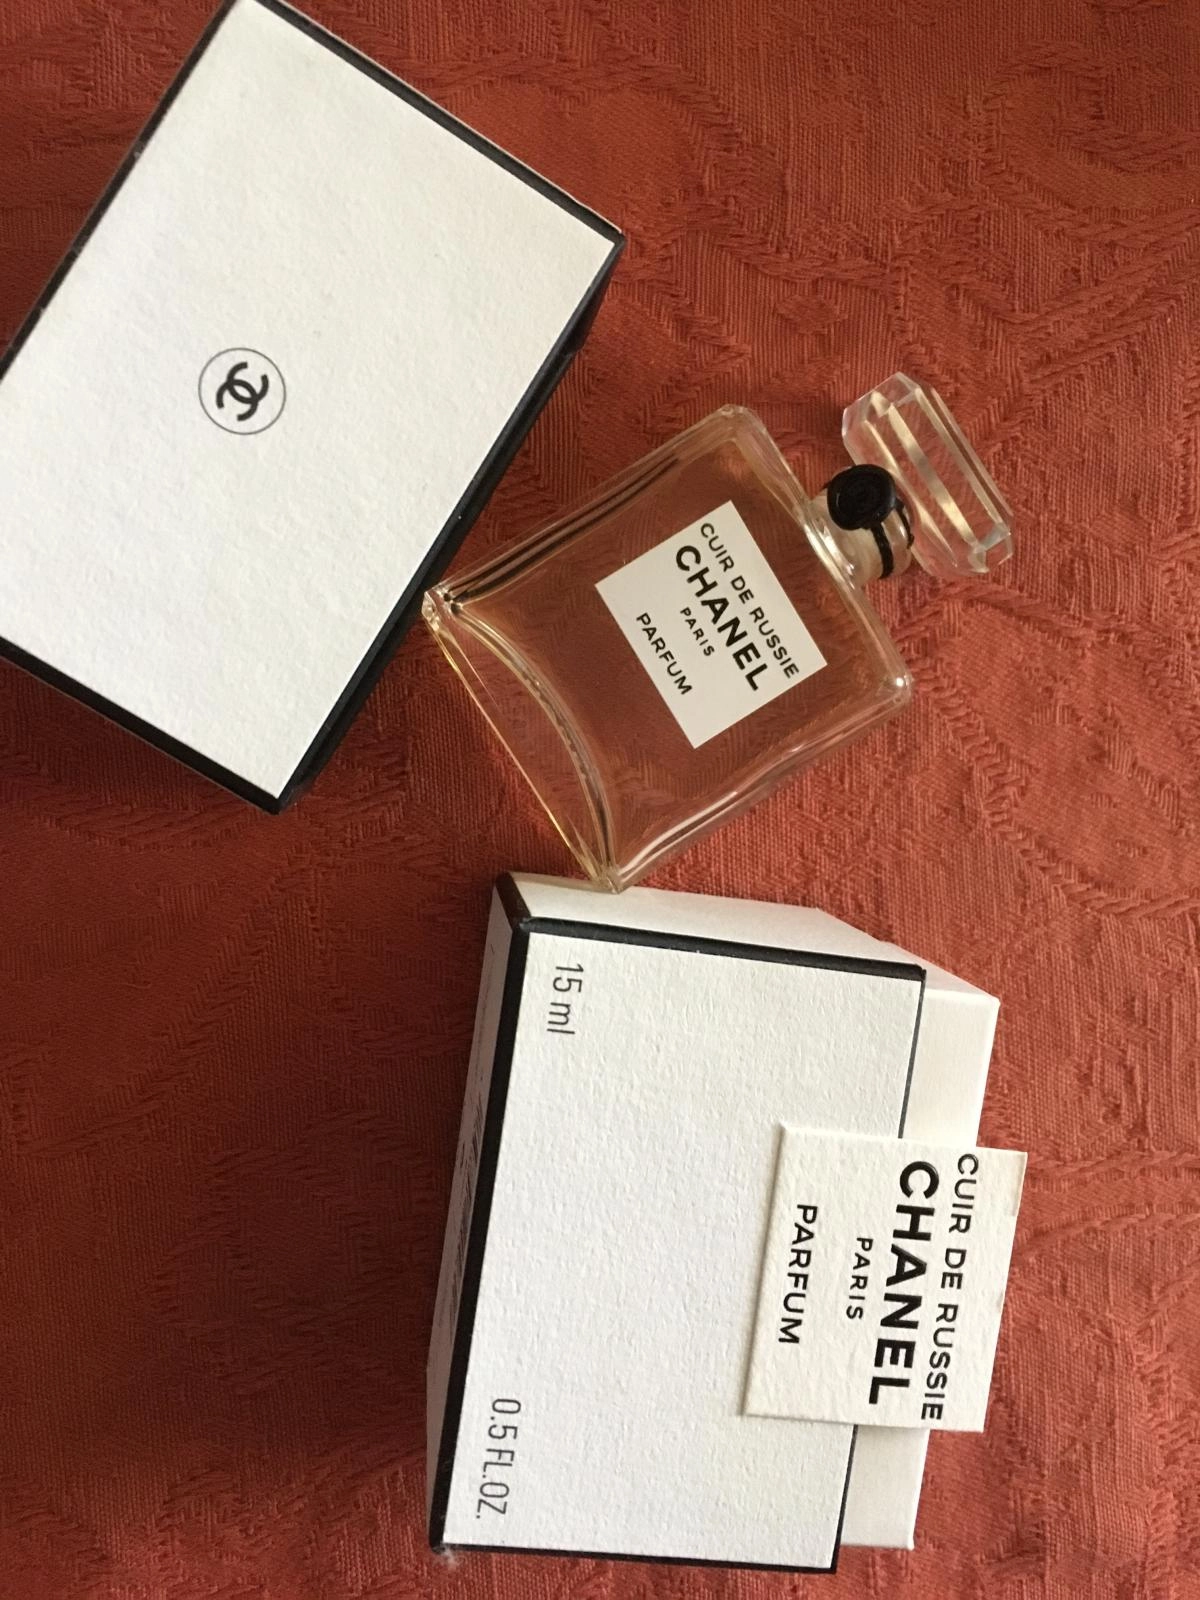 CUIR DE RUSSIE
CHANEL
PARIS
PARFUM
CUIR DE RUSSIE
CHANEL
PARIS
PARFUM
15 ml
0.5 FL.OZ.